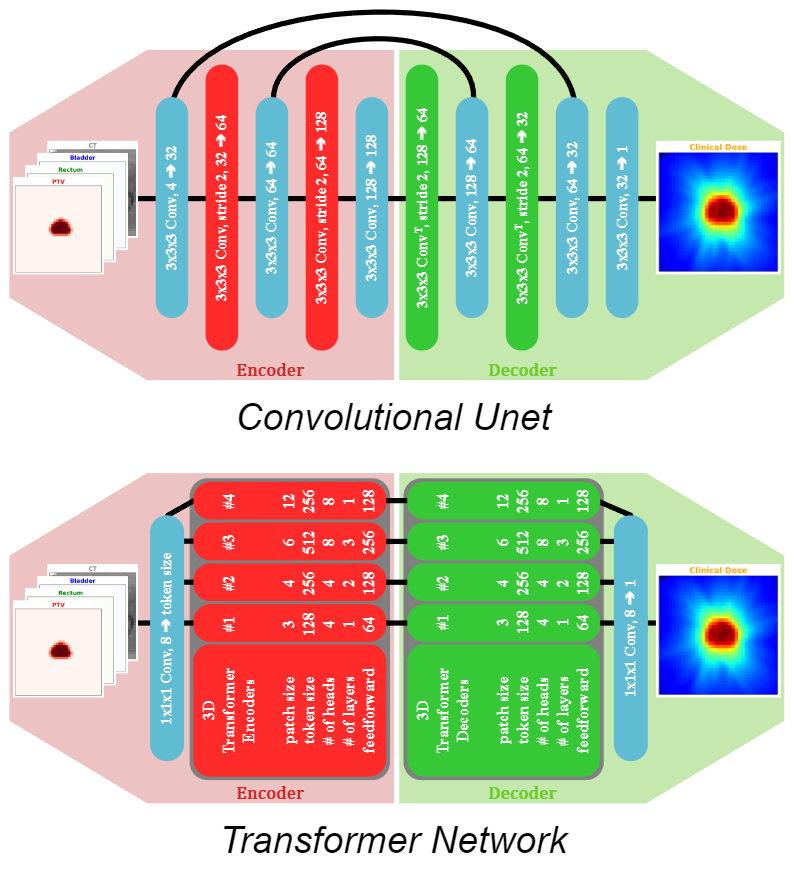 CT
Bladder
Rectum
PTV
3x3x3 Conv, 4 ➔ 32
3x3x3 Conv, stride 2, 32 ➔ 64
3x3x3 Conv, 64 ➔ 64
3x3x3 Conv, stride 2, 64 ➔ 128
3x3x3 Conv, 128 ➔ 128
3x3x3 Convᵀ, stride 2, 128 ➔ 64
3x3x3 Conv, 128 ➔ 64
3x3x3 Convᵀ, stride 2, 64 ➔ 32
3x3x3 Conv, 64 ➔ 32
3x3x3 Conv, 32 ➔ 1
Clinical Dose
Encoder
Decoder
Convolutional Unet
CT
Bladder
Rectum
PTV
1x1x1 Conv, 8 ➔ token size
#4 12 256 8 1 128
#3 6 512 8 3 256
#2 4 256 4 2 128
#1 3 128 4 1 64
3D
Transformer
Encoders
patch size
token size
# of heads
# of layers
feedforward
#4 12 256 8 1 128
#3 6 512 8 3 256
#2 4 256 4 2 128
#1 3 128 4 1 64
3D
Transformer
Decoders
patch size
token size
# of heads
# of layers
feedforward
1x1x1 Conv, 8 ➔ 1
Clinical Dose
Encoder
Decoder
Transformer Network